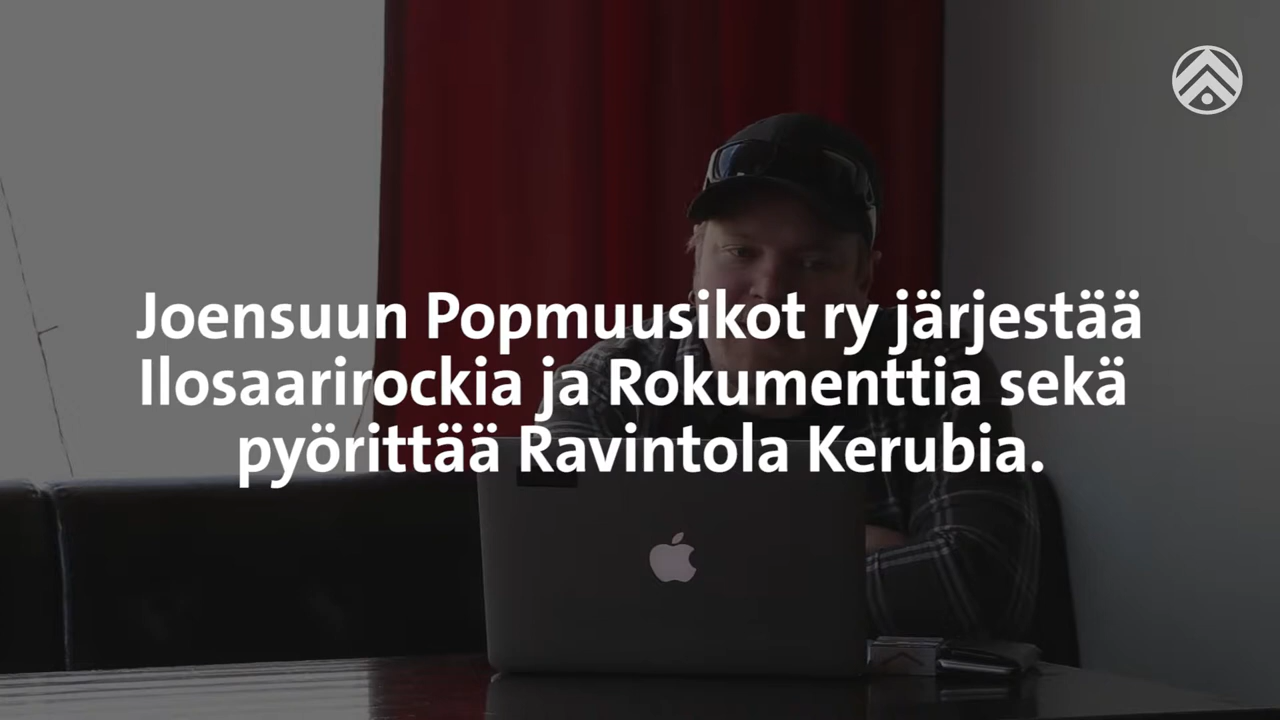 Joensuun Popmuusikot ry järjestää
Ilosaarirockia ja Rokumenttia sekä
pyörittää Ravintola Kerubia.